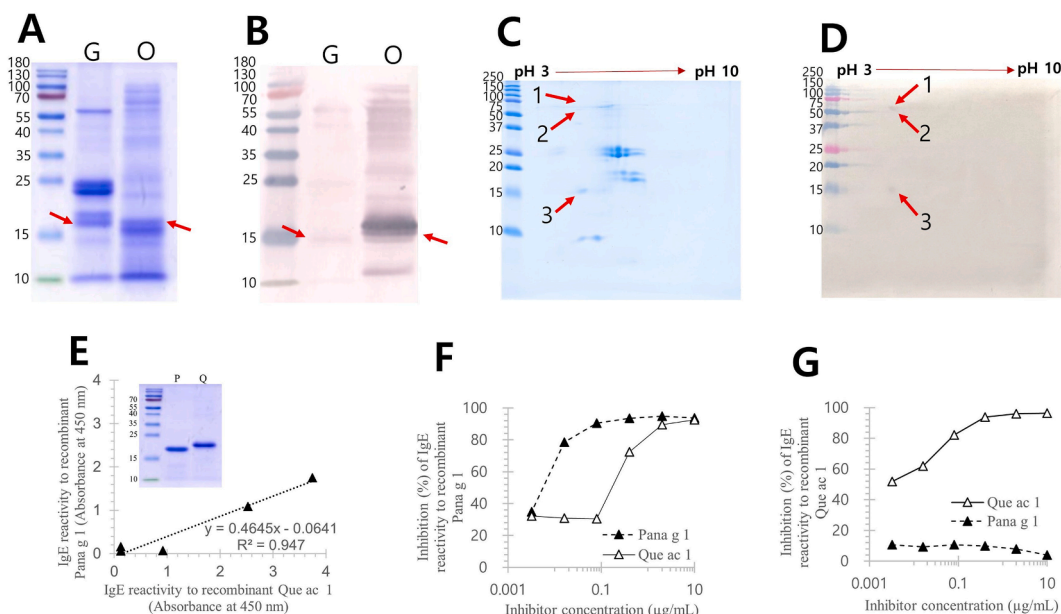 A
G O
180
130
100
70
55
40
35
25
15
10
B
G O
180
130
100
70
55
40
35
25
15
10
C
pH 3 pH 10
250
150
100
75
50
37
25
20
15
10
1
2
3
D
pH 3 pH 10
250
150
100
75
50
37
25
20
15
10
1
2
3
E
IgE reactivity to recombinant
Pana g 1 (Absorbance at 450 nm)
4
3
2
1
0
P Q
70
55
40
35
25
15
10
y = 0.4645x - 0.0641
R² = 0.947
0 1 2 3 4
IgE reactivity to recombinant Que ac 1
(Absorbance at 450 nm)
F
Inhibition (%) of IgE
reactivity to recombinant
Pana g 1
100
80
60
40
20
0
Pana g 1
Que ac 1
0.001 0.1 10
Inhibitor concentration (µg/mL)
G
Inhibition (%) of IgE
reactivity to recombinant
Que ac 1
100
80
60
40
20
0
Que ac 1
Pana g 1
0.001 0.1 10
Inhibitor concentration (µg/mL)